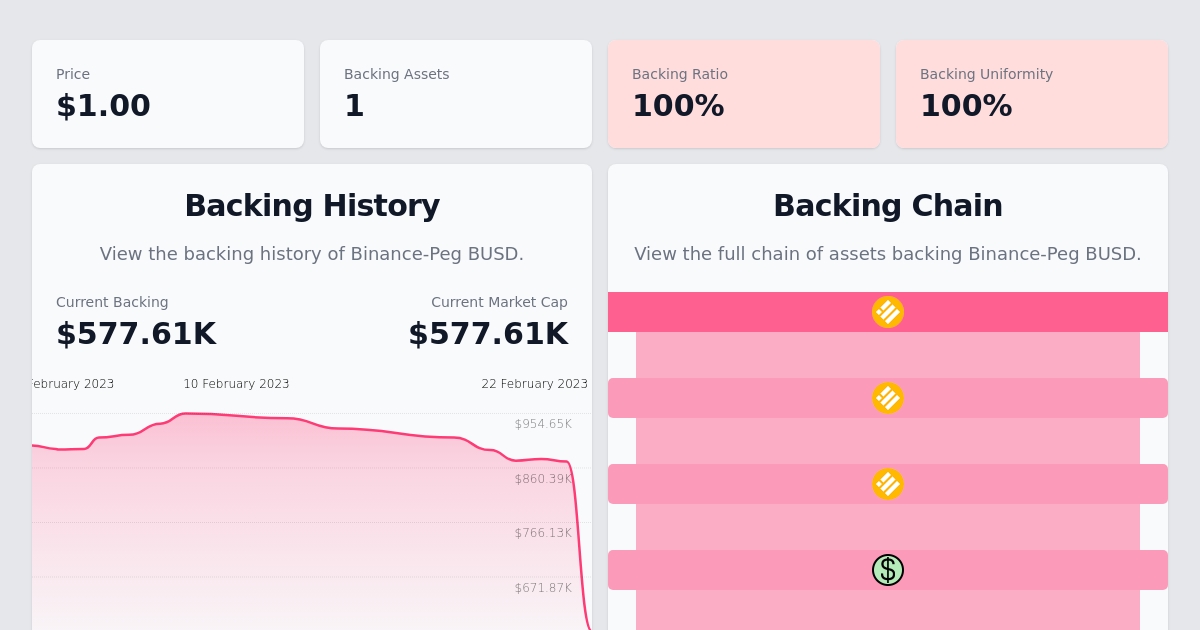 Price
$1.00
Backing Assets
1
Backing Ratio
100%
Backing Uniformity
100%
Backing History
View the backing history of Binance-Peg BUSD.
Current Backing
$577.61K
Current Market Cap
$577.61K
February 2023
10 February 2023
22 February 2023
$954.65K
$860.39K
$766.13K
$671.87K
Backing Chain
View the full chain of assets backing Binance-Peg BUSD.
$